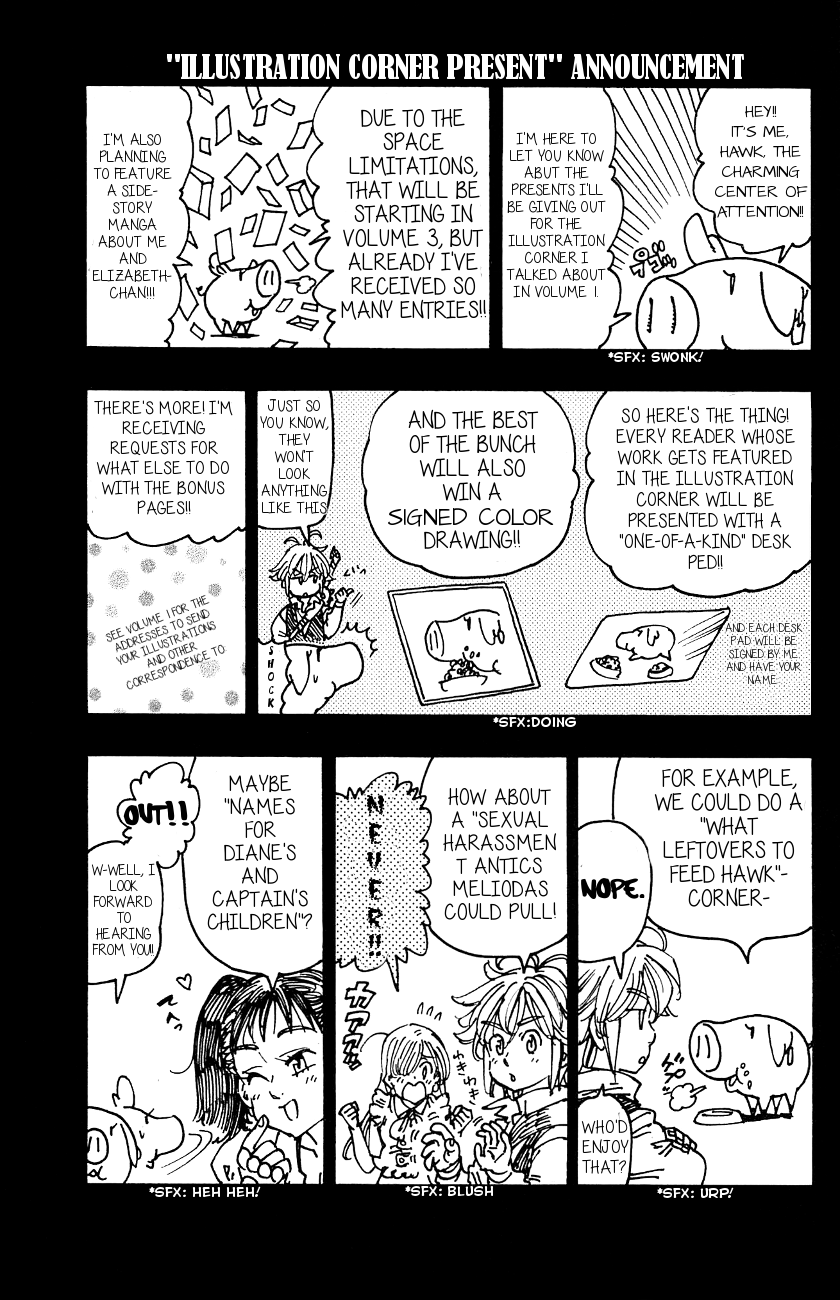 "ILLUSTRATION CORNER PRESENT" ANNOUNCEMENT
HEY!!
IT'S ME,
HAWK, THE
CHARMING
CENTER OF
ATTENTION!!
I'M HERE TO
LET YOU KNOW
ABUT THE
PRESENTS I'LL
BE GIVING OUT
FOR THE
ILLUSTRATION
CORNER I
TALKED ABOUT
IN VOLUME 1.
*SFX: SWONK!
DUE TO THE
SPACE
LIMITATIONS,
THAT WILL BE
STARTING IN
VOLUME 3, BUT
ALREADY I'VE
RECEIVED SO
MANY ENTRIES!!
I'M ALSO
PLANNING
TO FEATURE
A SIDE-
STORY
MANGA
ABOUT ME
AND
ELIZABETH-
CHAN!!!
SO HERE'S THE THING!
EVERY READER WHOSE
WORK GETS FEATURED
IN THE ILLUSTRATION
CORNER WILL BE
PRESENTED WITH A
"ONE-OF-A-KIND" DESK
PED!!
AND EACH DESK
PAD WILL BE
SIGNED BY ME
AND HAVE YOUR
NAME
AND THE BEST
OF THE BUNCH
WILL ALSO
WIN A
SIGNED COLOR
DRAWING!!
JUST SO
YOU KNOW,
THEY
WON'T
LOOK
ANYTHING
LIKE THIS
SHOCK
*SFX:DOING
THERE'S MORE! I'M
RECEIVING
REQUESTS FOR
WHAT ELSE TO DO
WITH THE BONUS
PAGES!!
SEE VOLUME 1 FOR THE
ADDRESSES TO SEND
YOUR ILLUSTRATIONS
AND OTHER
CORRESPONDENCE TO
FOR EXAMPLE,
WE COULD DO A
"WHAT
LEFTOVERS TO
FEED HAWK"-
CORNER-
NOPE.
WHO'D
ENJOY
THAT?
*SFX: URP!
HOW ABOUT
A "SEXUAL
HARASSMEN
T ANTICS
MELIODAS
COULD PULL!
NEVER!!
*SFX: BLUSH
MAYBE
"NAMES
FOR
DIANE'S
AND
CAPTAIN'S
CHILDREN"?
OUT!!
W-WELL, I
LOOK
FORWARD
TO
HEARING
FROM YOU!!
*SFX: HEH HEH!